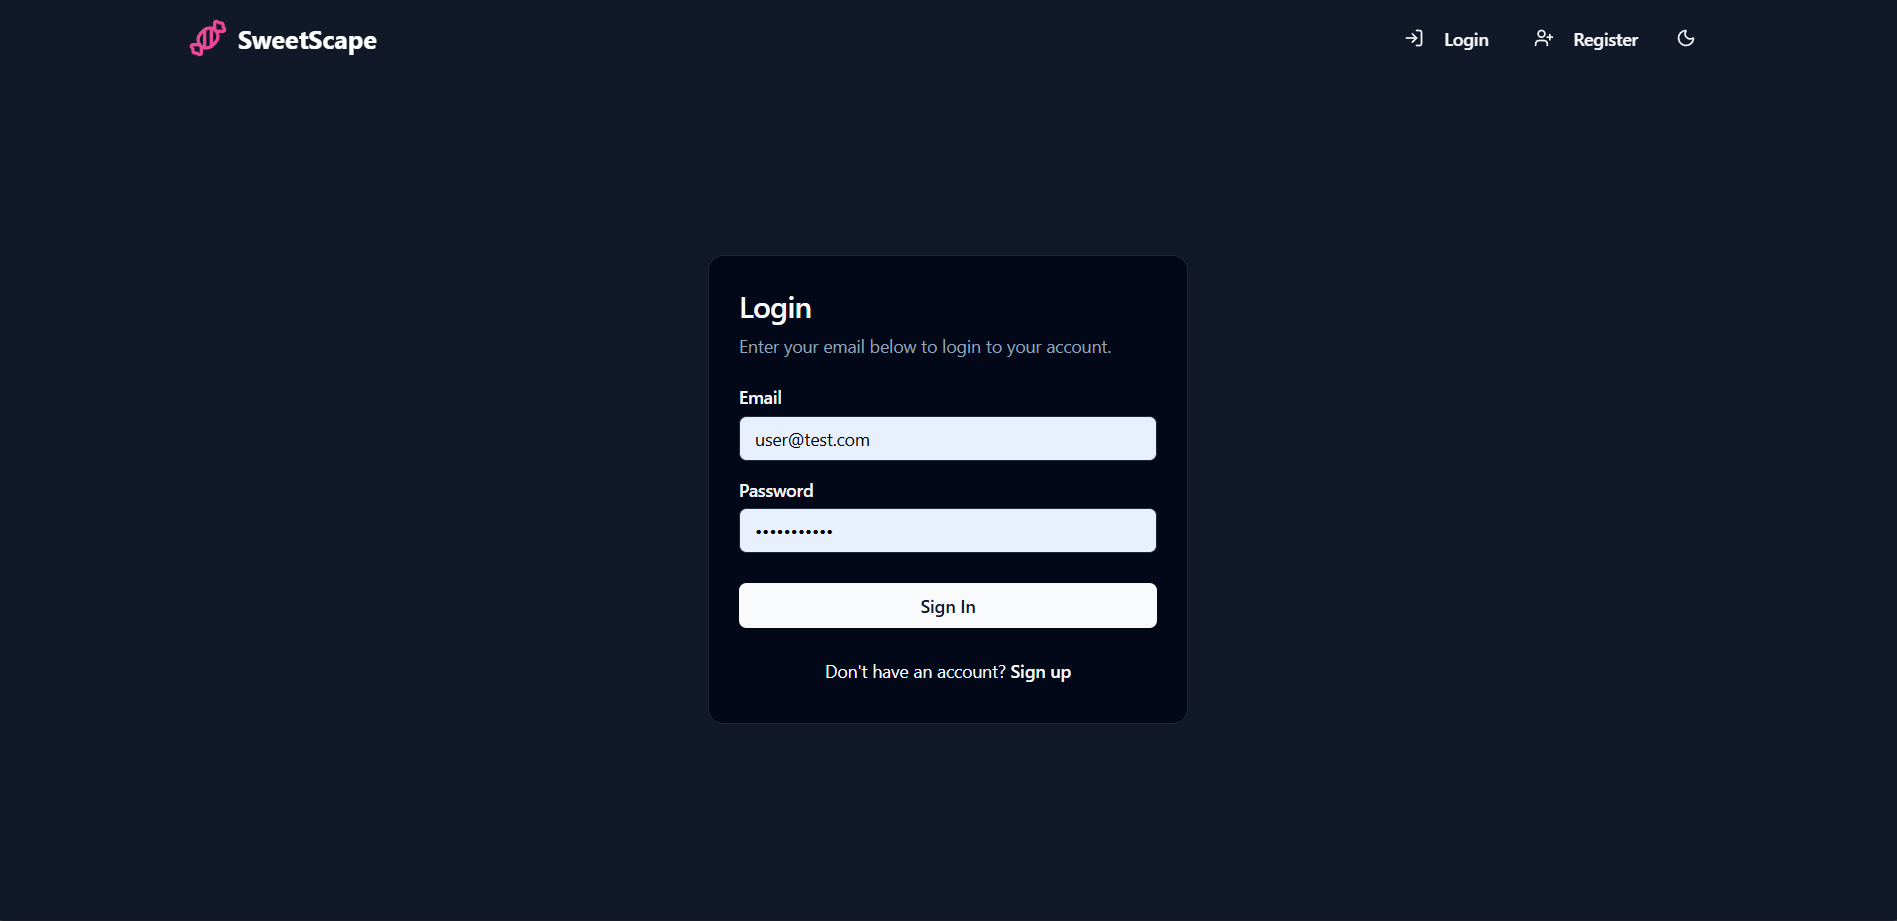 SweetScape
Login
Register
Login
Enter your email below to login to your account.
Email
user@test.com
Password
•••••••••••
Sign In
Don't have an account? Sign up